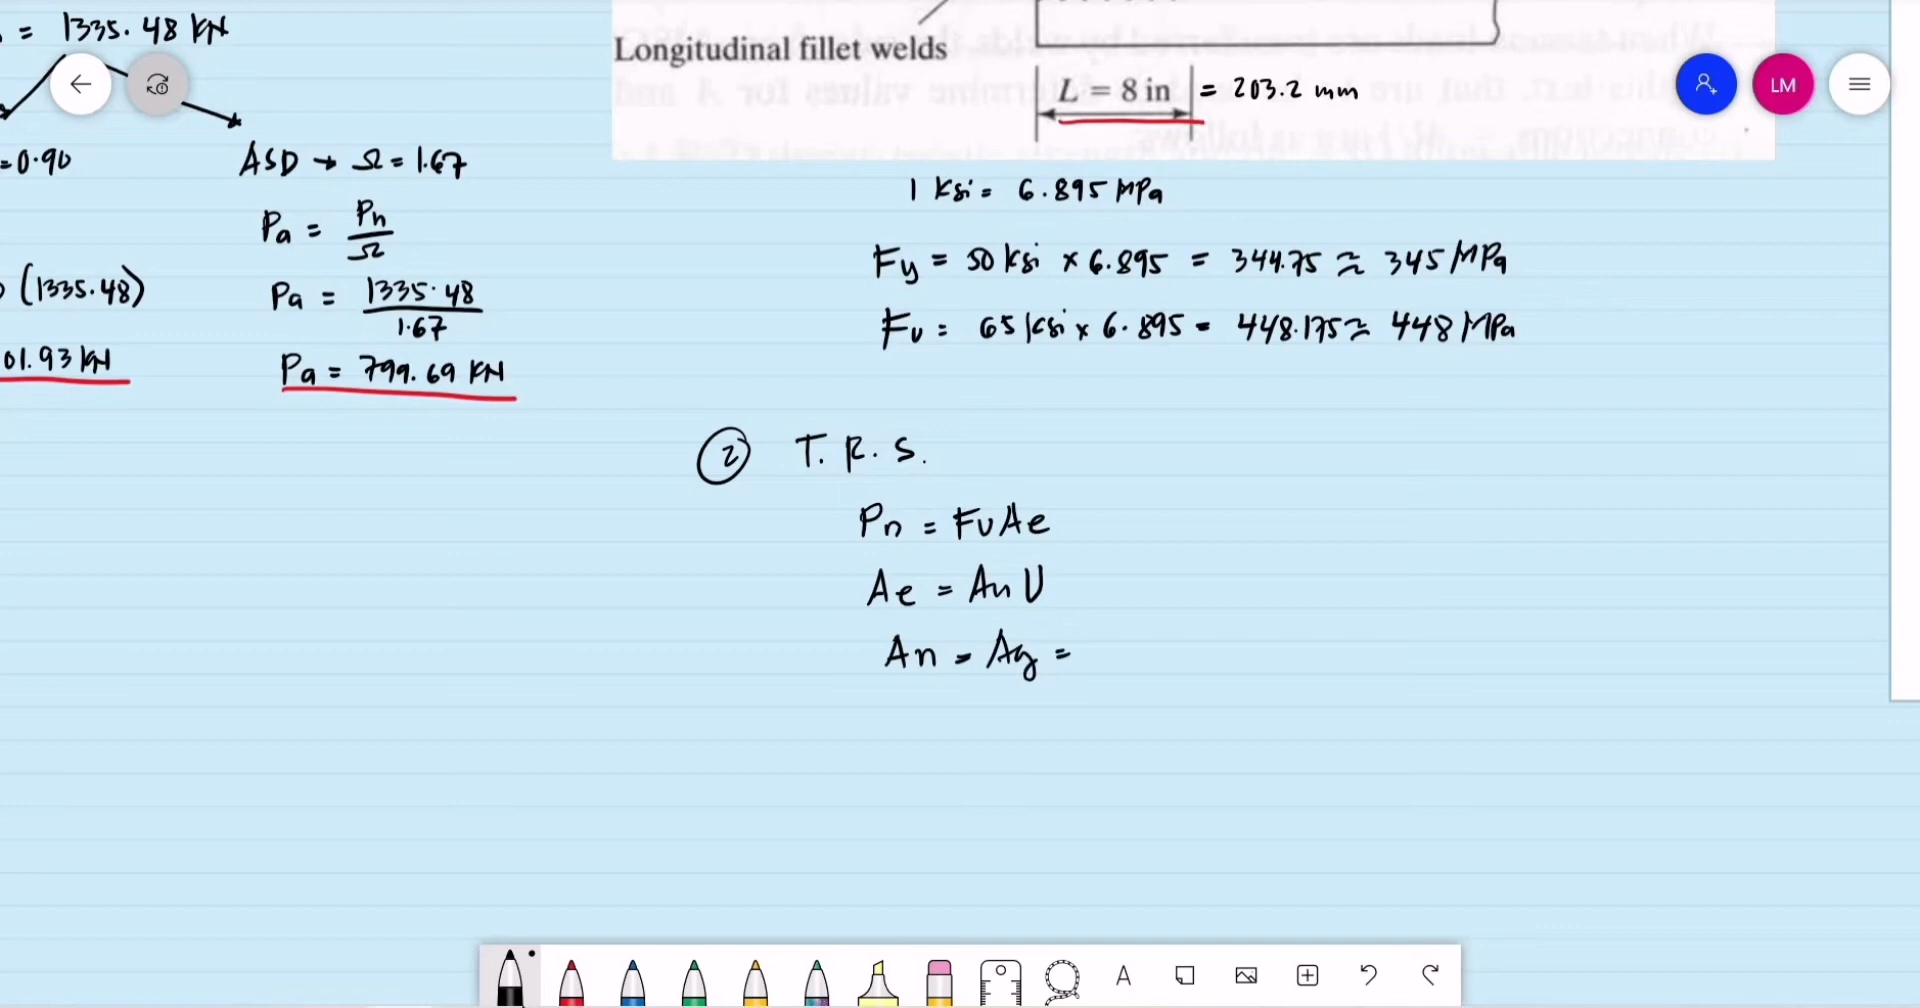 = 1335.48 KN
=0.90
(1335.48)
01.93 kN
ASD → Ω = 1.67
Pa = Pn / Ω
Pa = 1335.48 / 1.67
Pa = 799.69 KN
Longitudinal fillet welds
L = 8 in = 203.2 mm
LM
1 ksi = 6.895 MPa
Fy = 50 ksi × 6.895 = 344.75 ≈ 345 MPa
Fu = 65 ksi × 6.895 = 448.175 ≈ 448 MPa
② T.R.S.
Pn = FuAe
Ae = An U
An = Ag =
A